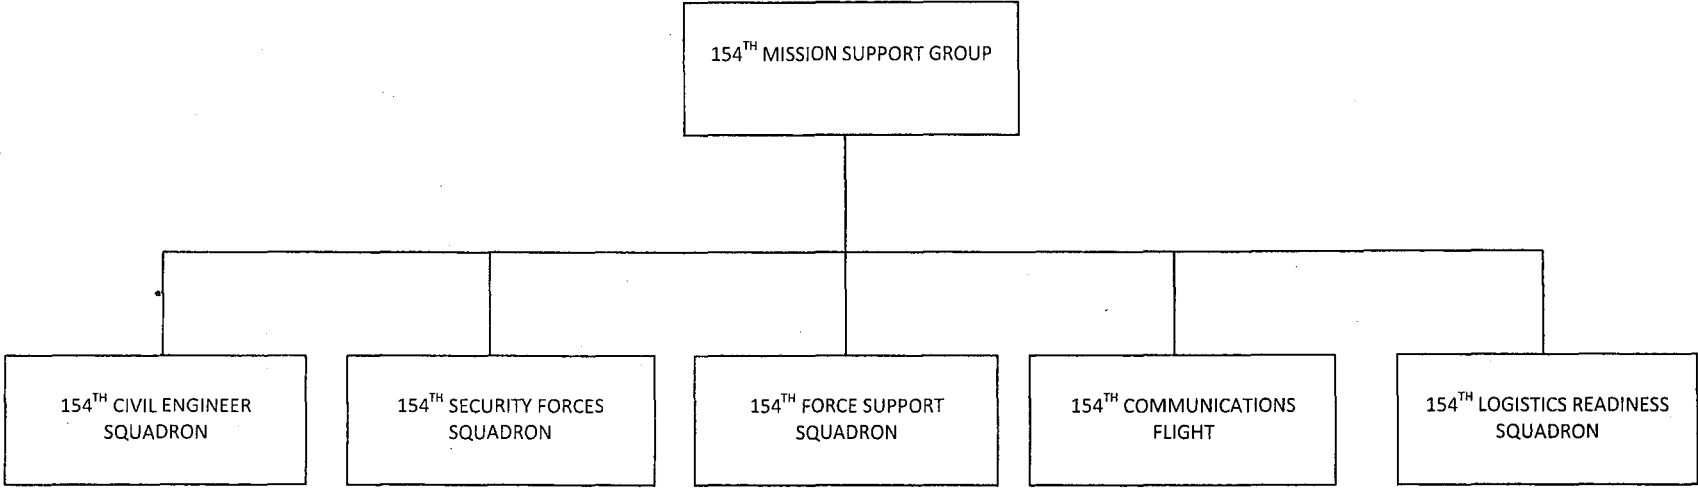 154TH MISSION SUPPORT GROUP
154TH CIVIL ENGINEER
SQUADRON
154TH SECURITY FORCES
SQUADRON
154TH FORCE SUPPORT
SQUADRON
154TH COMMUNICATIONS
FLIGHT
154TH LOGISTICS READINESS
SQUADRON